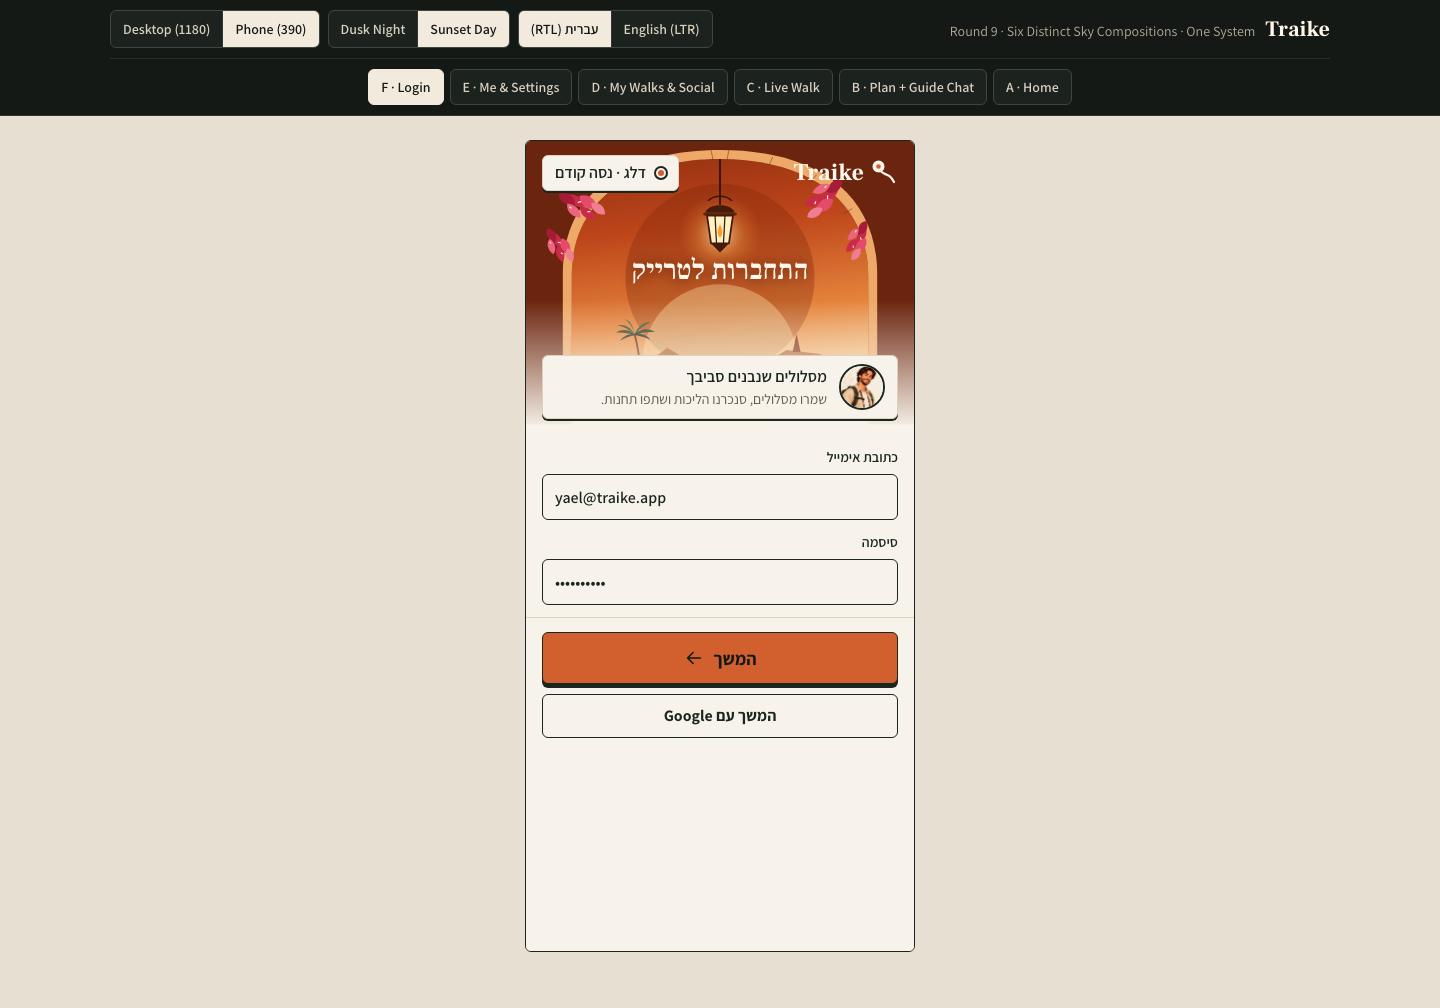 Traike
Round 9 · Six Distinct Sky Compositions · One System
English (LTR)
עברית (RTL)
Sunset Day
Dusk Night
Phone (390)
Desktop (1180)
A · Home
B · Plan + Guide Chat
C · Live Walk
D · My Walks & Social
E · Me & Settings
F · Login
Traike
דלג · נסה קודם
התחברות לטרייק
מסלולים שנבנים סביבך
שמרו מסלולים, סנכרנו הליכות ושתפו תחנות.
כתובת אימייל
yael@traike.app
סיסמה
••••••••••
המשך ←
המשך עם Google